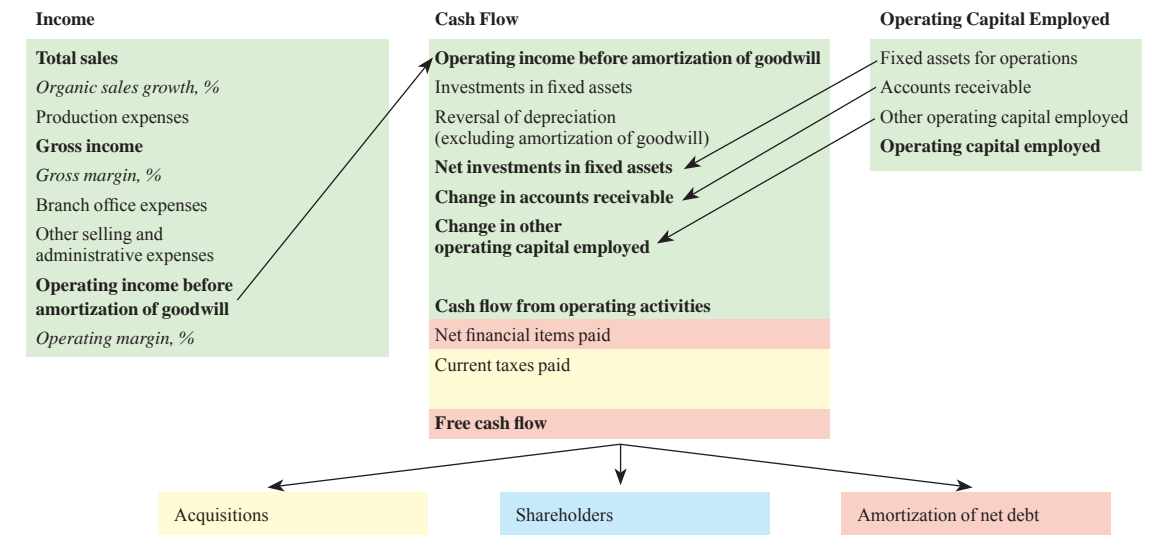 Income
Total sales
Organic sales growth, %
Production expenses
Gross income
Gross margin, %
Branch office expenses
Other selling and
administrative expenses
Operating income before
amortization of goodwill
Operating margin, %
Cash Flow
Operating income before amortization of goodwill
Investments in fixed assets
Reversal of depreciation
(excluding amortization of goodwill)
Net investments in fixed assets
Change in accounts receivable
Change in other
operating capital employed
Cash flow from operating activities
Net financial items paid
Current taxes paid
Free cash flow
Operating Capital Employed
Fixed assets for operations
Accounts receivable
Other operating capital employed
Operating capital employed
Acquisitions
Shareholders
Amortization of net debt